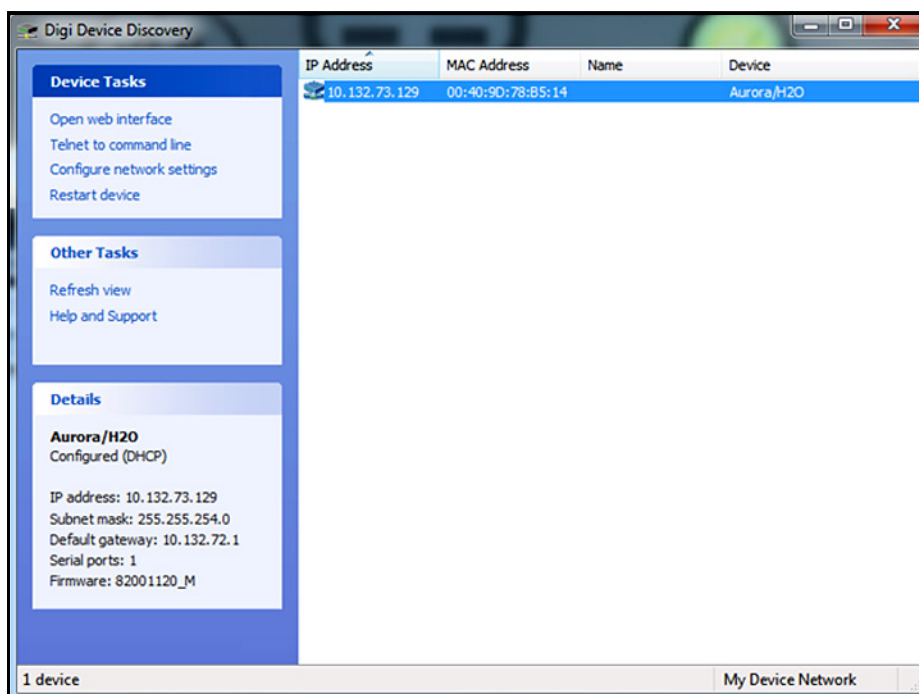 Digi Device Discovery
Device Tasks
Open web interface
Telnet to command line
Configure network settings
Restart device
Other Tasks
Refresh view
Help and Support
Details
Aurora/H2O
Configured (DHCP)
IP address: 10.132.73.129
Subnet mask: 255.255.254.0
Default gateway: 10.132.72.1
Serial ports: 1
Firmware: 82001120_M
IP Address MAC Address Name Device
10.132.73.129 00:40:9D:78:B5:14 Aurora/H2O
1 device My Device Network